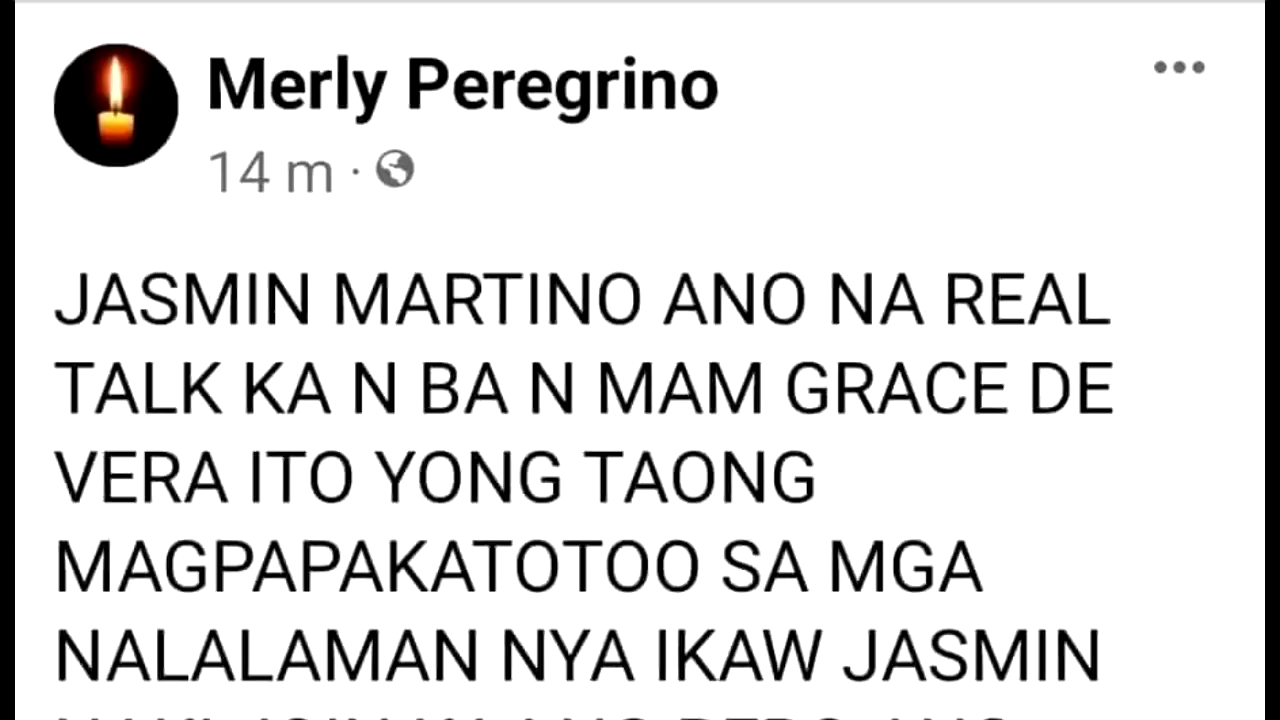 Merly Peregrino
14 m ·
JASMIN MARTINO ANO NA REAL
TALK KA N BA N MAM GRACE DE
VERA ITO YONG TAONG
MAGPAPAKATOTOO SA MGA
NALALAMAN NYA IKAW JASMIN